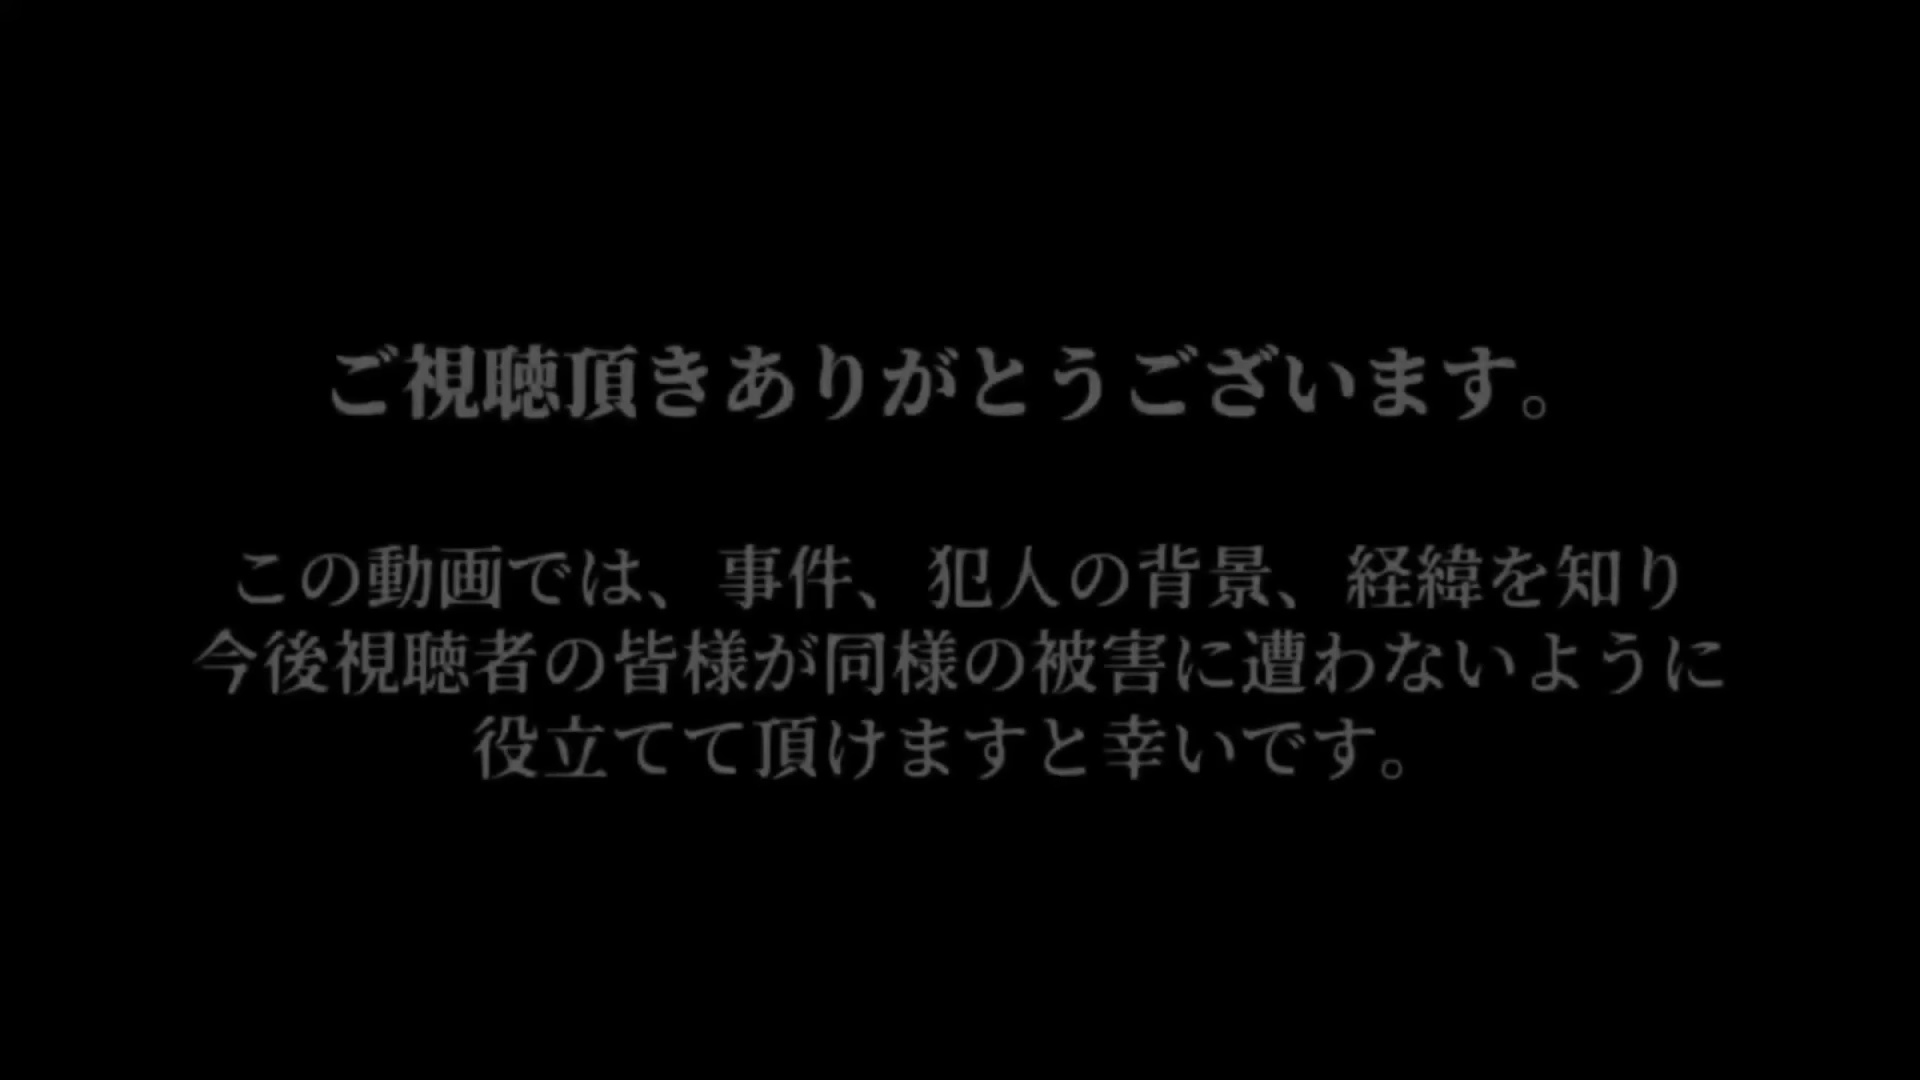 ご視聴頂きありがとうございます。
この動画では、事件、犯人の背景、経緯を知り
今後視聴者の皆様が同様の被害に遭わないように
役立てて頂けますと幸いです。